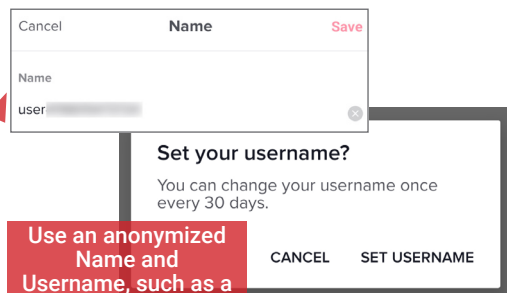 Cancel Name Save
Name
user
Set your username?
You can change your username once
every 30 days.
CANCEL SET USERNAME
Use an anonymized
Name and
Username, such as a